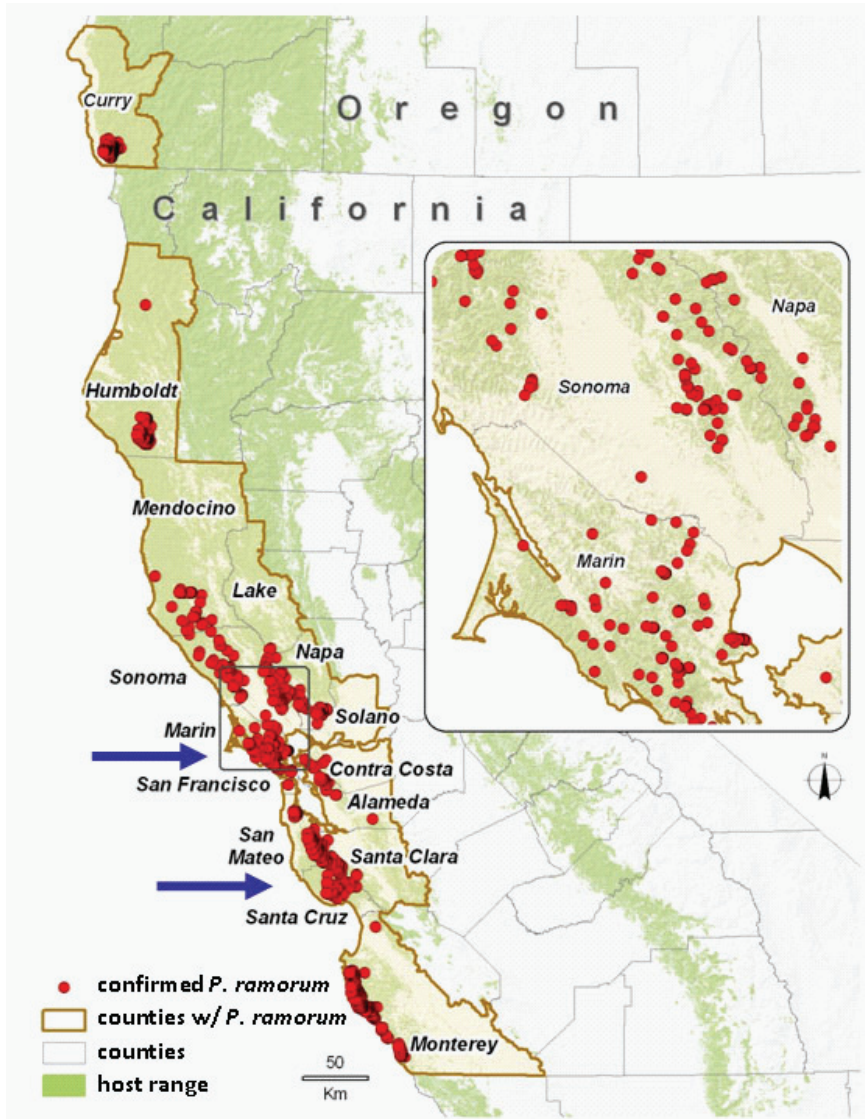 Curry
Oregon
California
Humboldt
Mendocino
Lake
Napa
Sonoma
Solano
Marin
San Francisco
Contra Costa
Alameda
San
Mateo
Santa Clara
Santa Cruz
Monterey
Napa
Sonoma
Marin
N
confirmed P. ramorum
counties w/ P. ramorum
counties
host range
50
Km